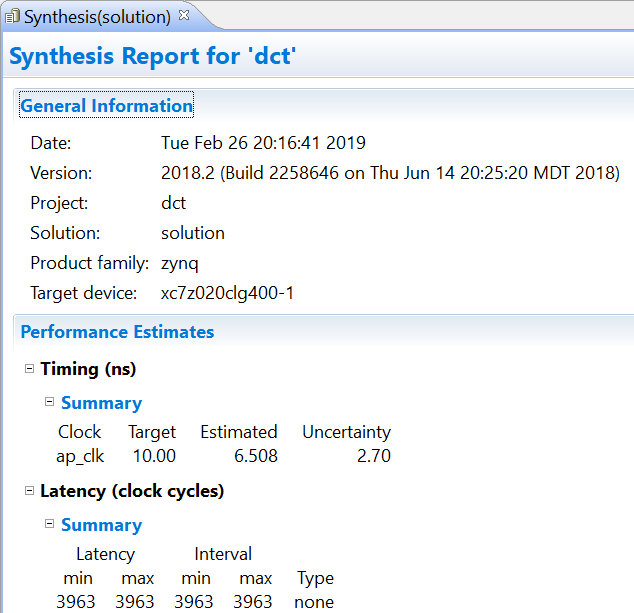 Synthesis(solution)
Synthesis Report for 'dct'
General Information
Date: Tue Feb 26 20:16:41 2019
Version: 2018.2 (Build 2258646 on Thu Jun 14 20:25:20 MDT 2018)
Project: dct
Solution: solution
Product family: zynq
Target device: xc7z020clg400-1
Performance Estimates
Timing (ns)
Summary
Clock Target Estimated Uncertainty
ap_clk 10.00 6.508 2.70
Latency (clock cycles)
Summary
Latency Interval
min max min max Type
3963 3963 3963 3963 none